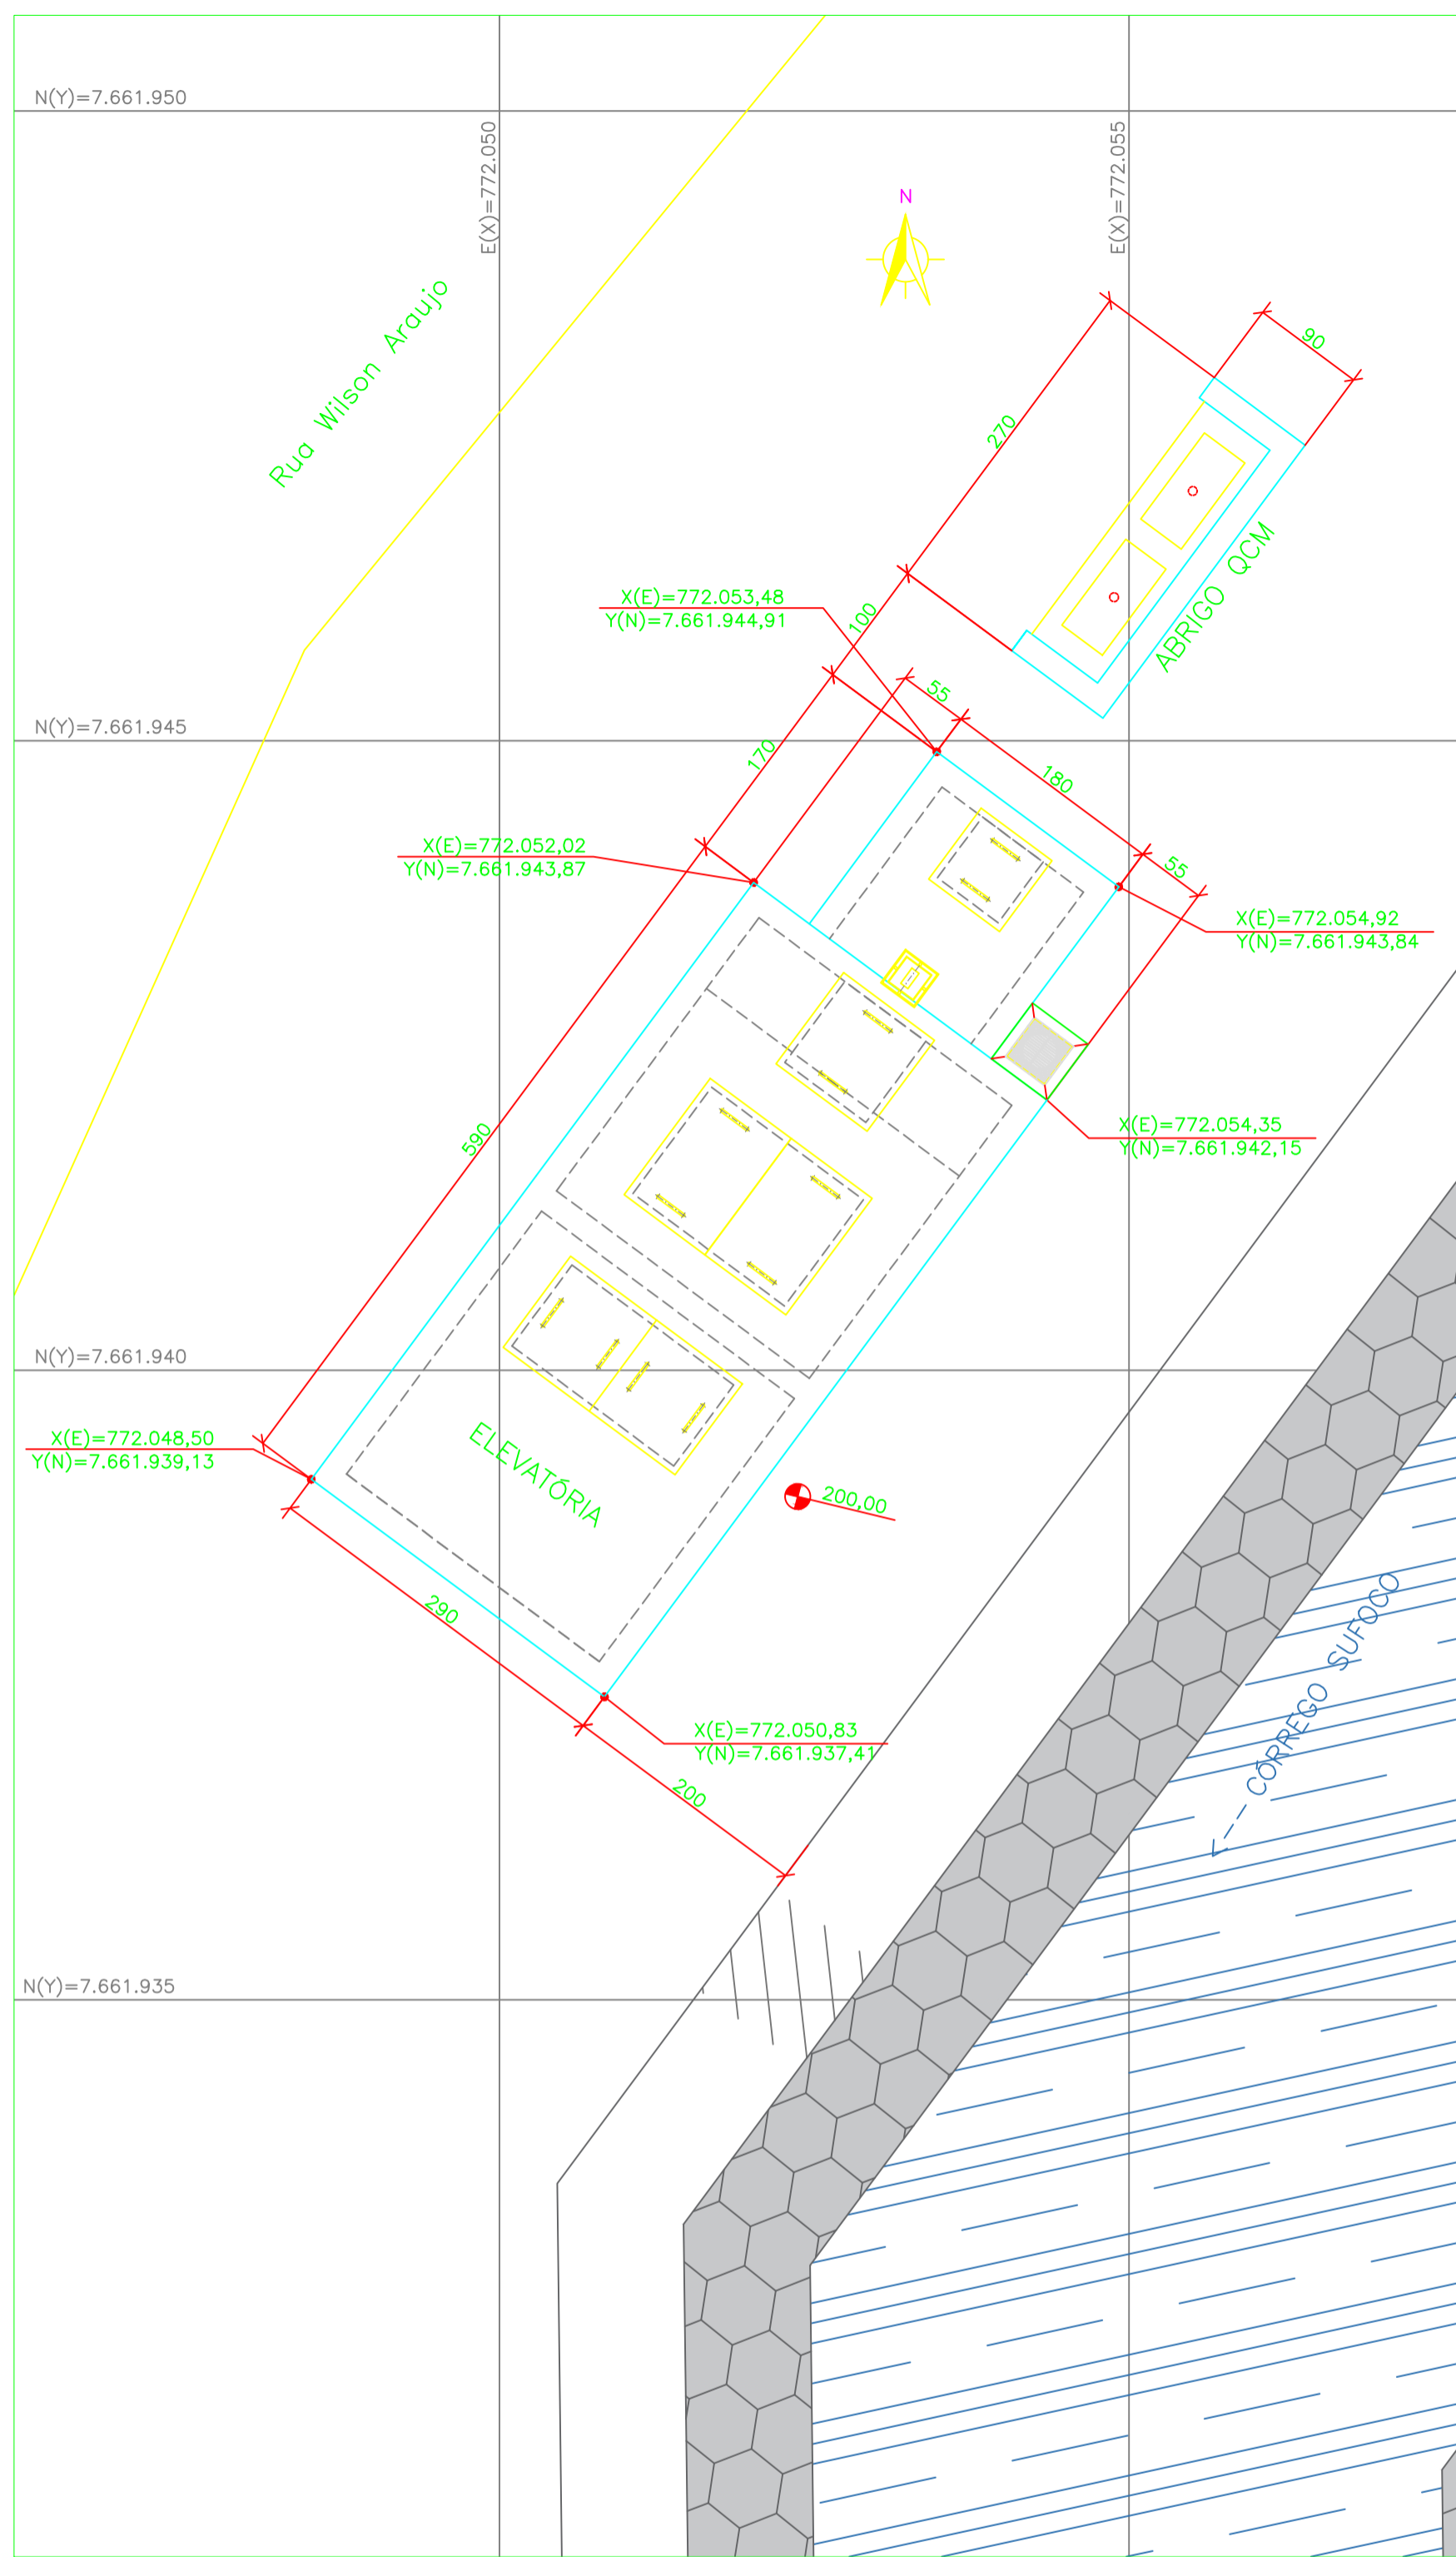 N(Y)=7.661.950
E(X)=772.050
E(X)=772.055
N
Rua Wilson Araujo
90
270
ABRIGO QCM
X(E)=772.053,48
Y(N)=7.661.944,91
100
55
N(Y)=7.661.945
170
180
X(E)=772.052,02
Y(N)=7.661.943,87
55
X(E)=772.054,92
Y(N)=7.661.943,84
590
X(E)=772.054,35
Y(N)=7.661.942,15
N(Y)=7.661.940
X(E)=772.048,50
Y(N)=7.661.939,13
ELEVATÓRIA
200,00
290
CÓRREGO SUFOCO
X(E)=772.050,83
Y(N)=7.661.937,41
200
N(Y)=7.661.935